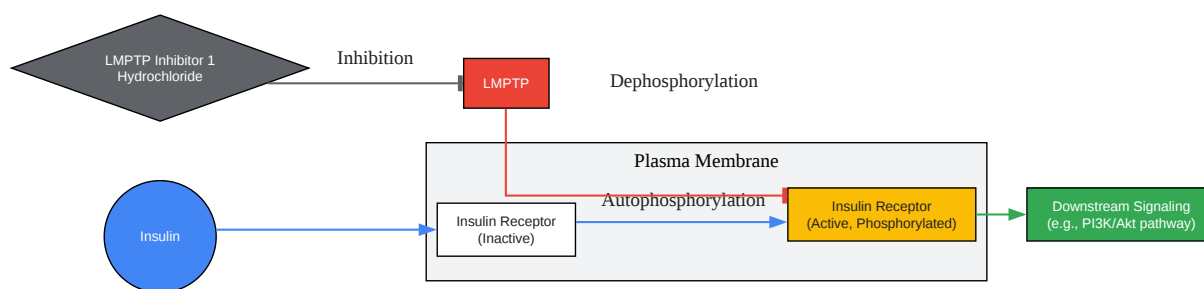 LMPTP Inhibitor 1
Hydrochloride
Inhibition
LMPTP
Dephosphorylation
Plasma Membrane
Insulin
Insulin Receptor
(Inactive)
Autophosphorylation
Insulin Receptor
(Active, Phosphorylated)
Downstream Signaling
(e.g., PI3K/Akt pathway)